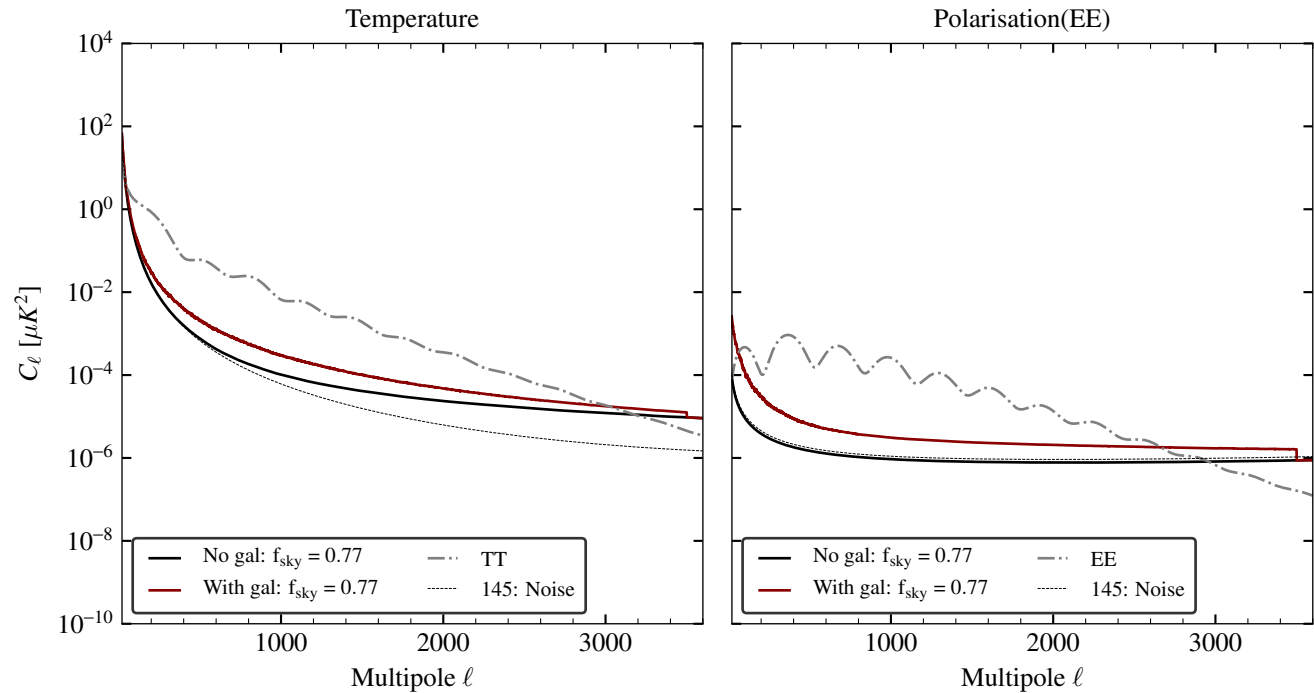 Temperature
Polarisation(EE)
10^4
10^2
10^0
10^−2
10^−4
10^−6
10^−8
10^−10
C_ℓ [μK^2]
No gal: f_sky = 0.77
With gal: f_sky = 0.77
TT
145: Noise
No gal: f_sky = 0.77
With gal: f_sky = 0.77
EE
145: Noise
1000 2000 3000
1000 2000 3000
Multipole ℓ
Multipole ℓ